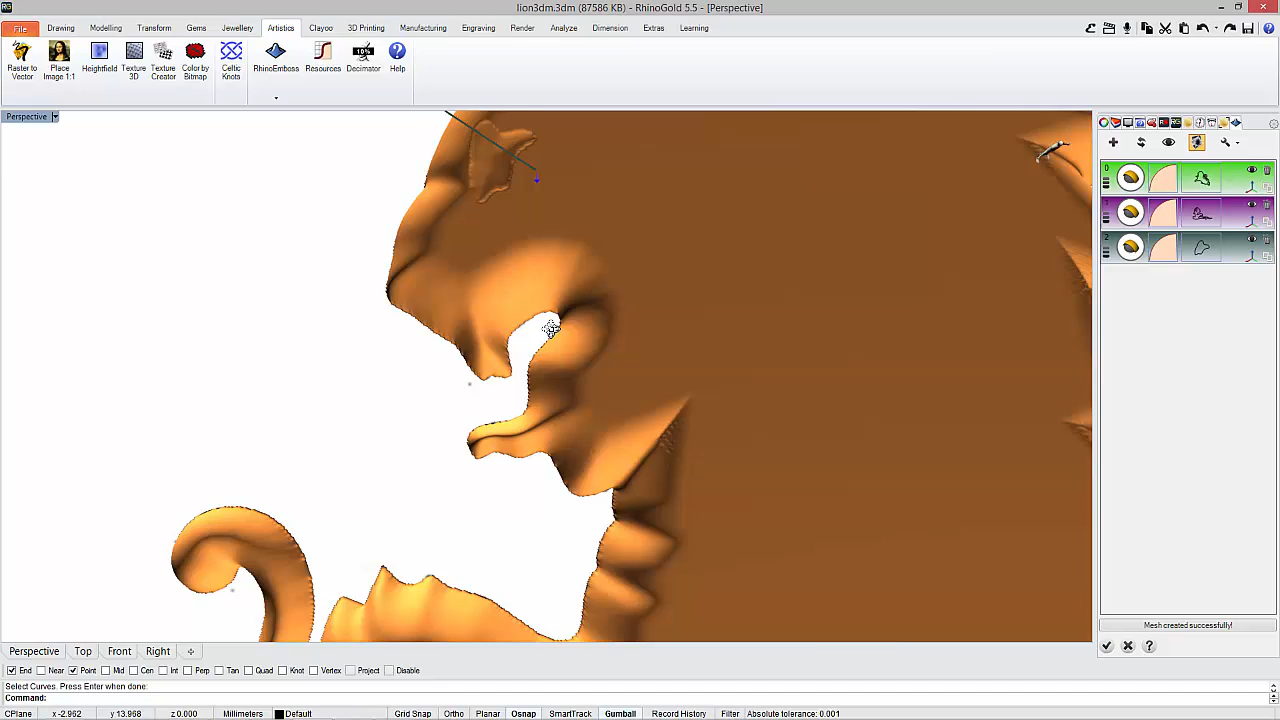 RG
lion3dm.3dm (87586 KB) - RhinoGold 5.5 - [Perspective]
File Drawing Modelling Transform Gems Jewellery Artistics Clayoo 3D Printing Manufacturing Engraving Render Analyze Dimension Extras Learning
Raster to Vector
Place Image 1:1
Heightfield
Texture 3D
Texture Creator
Color by Bitmap
Celtic Knots
RhinoEmboss
Resources
10%
Decimator
Help
Perspective
0
2
Mesh created successfully!
Perspective Top Front Right
End Near Point Mid Cen Int Perp Tan Quad Knot Vertex Project Disable
Select Curves. Press Enter when done:
Command:
CPlane x -2.962 y 13.968 z 0.000 Millimeters Default Grid Snap Ortho Planar Osnap SmartTrack Gumball Record History Filter Absolute tolerance: 0.001